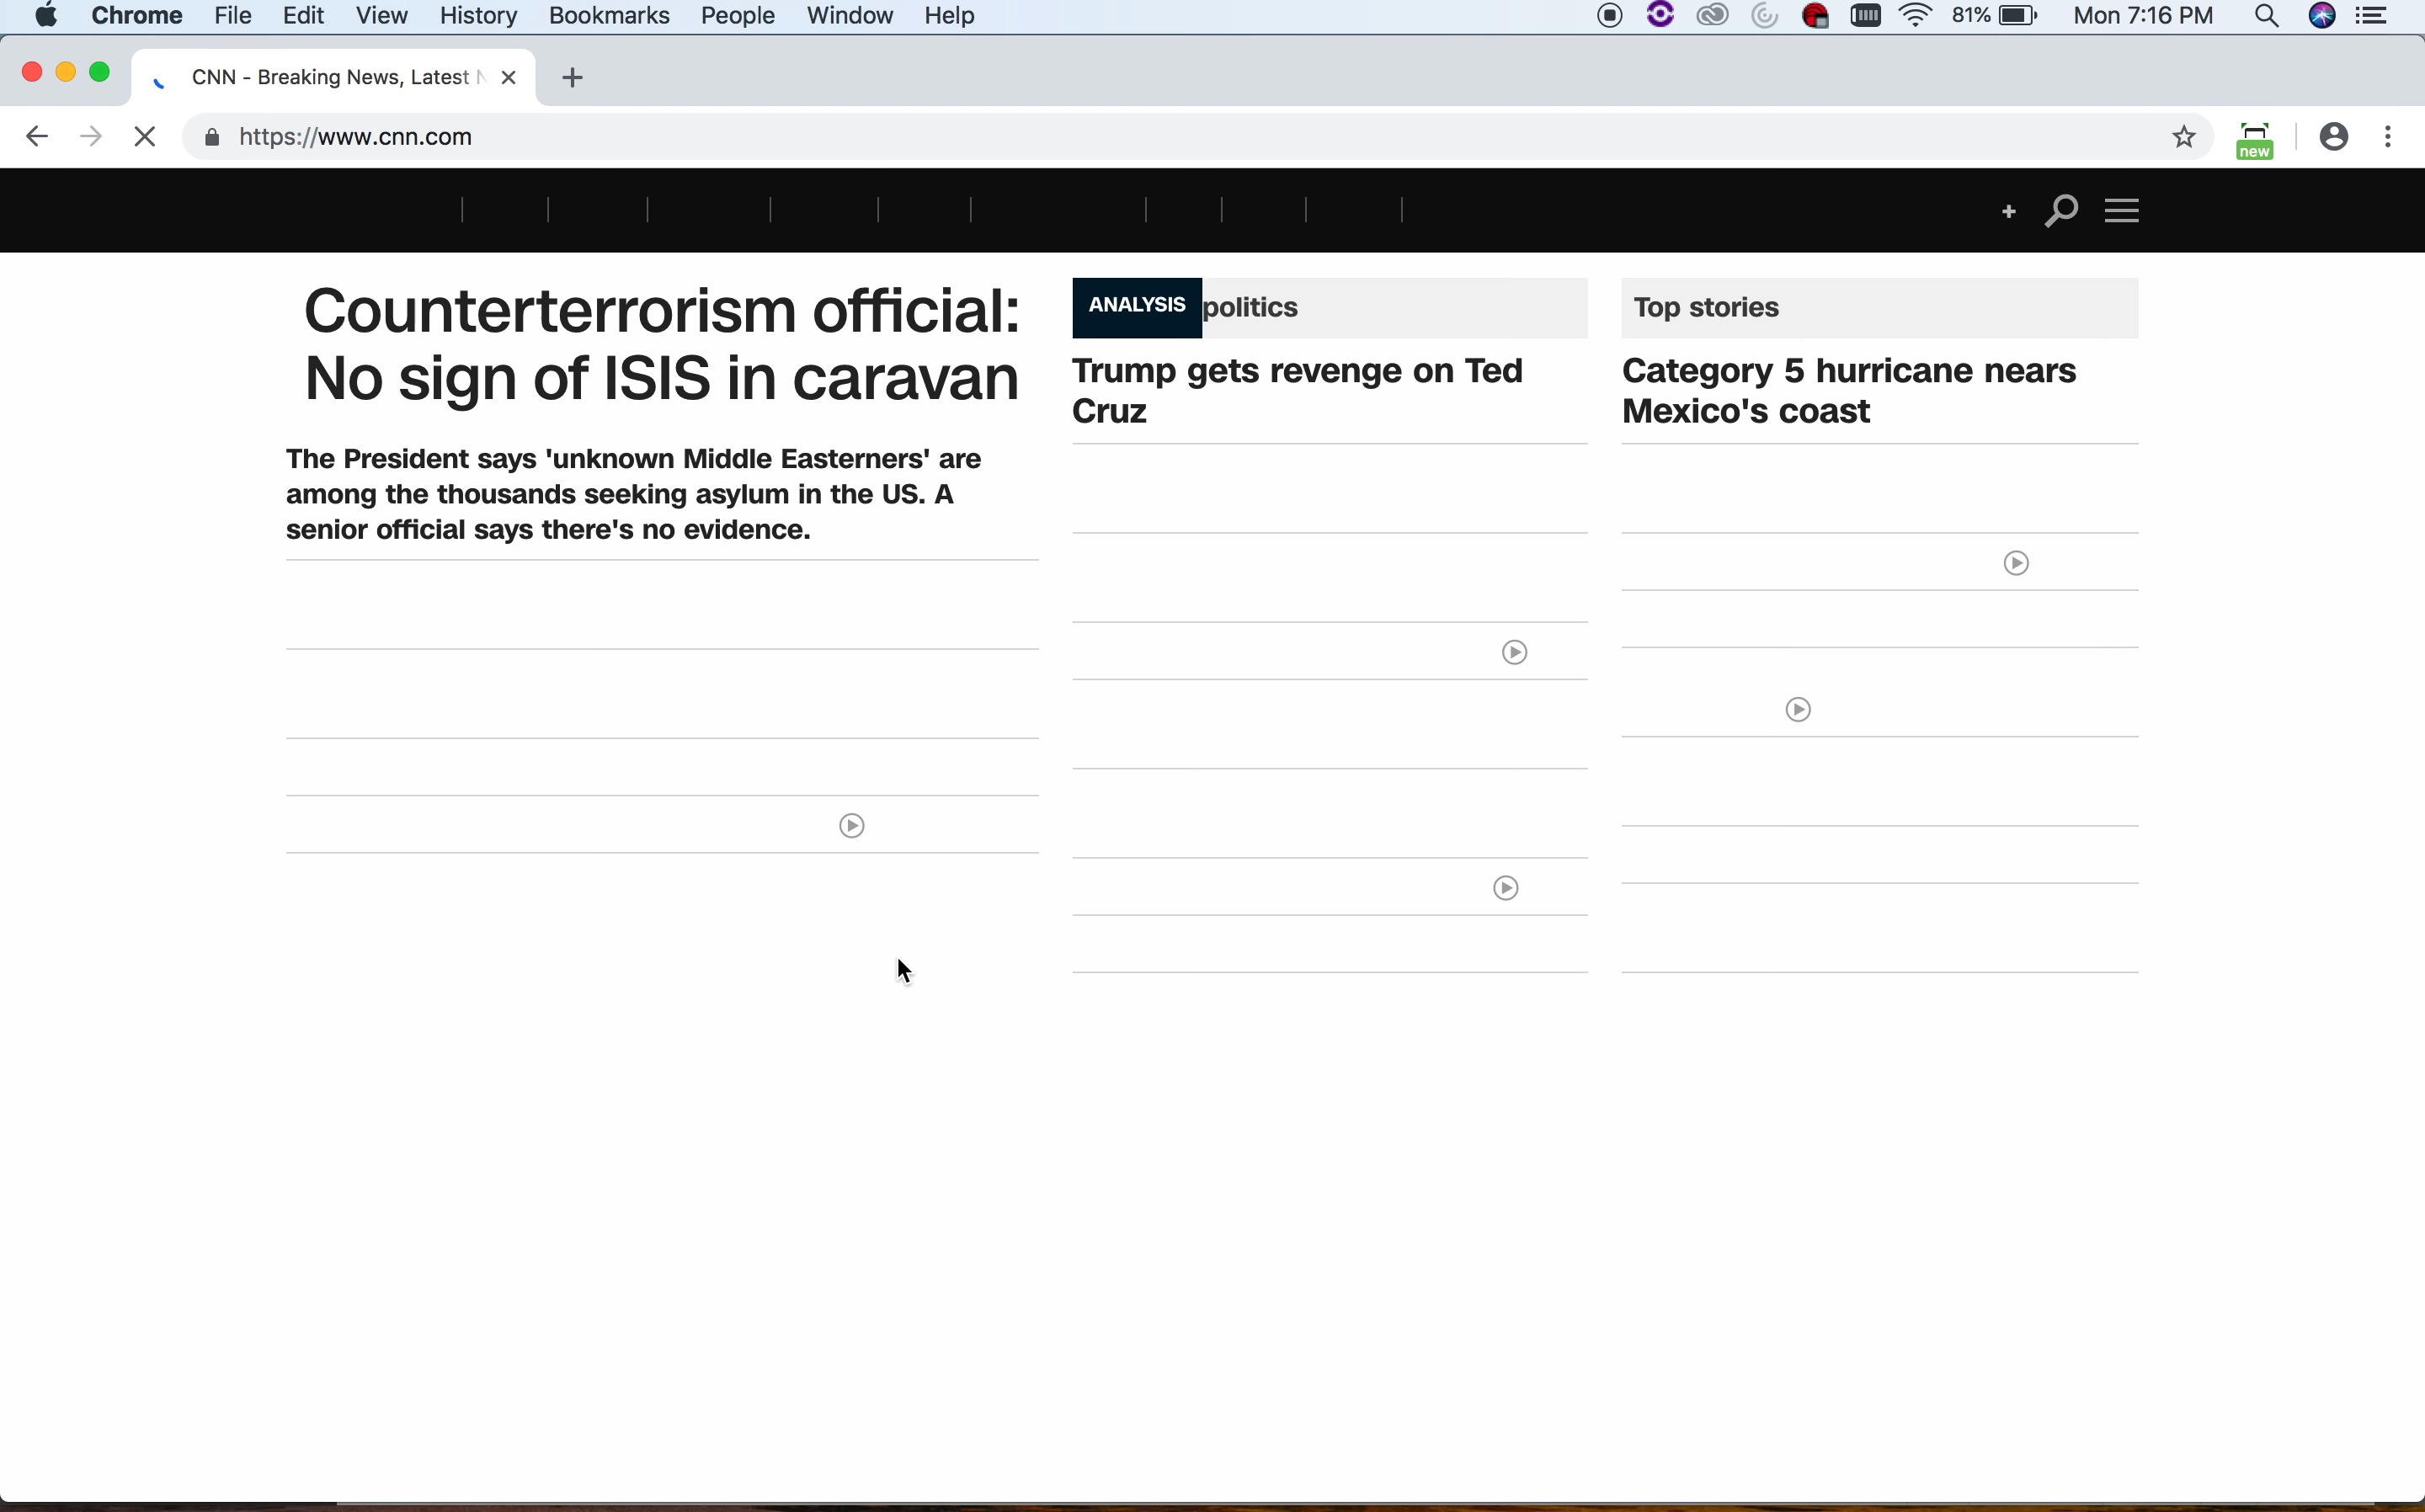 Chrome File Edit View History Bookmarks People Window Help 81% Mon 7:16 PM
CNN - Breaking News, Latest
https://www.cnn.com
new
Counterterrorism official:
No sign of ISIS in caravan
The President says 'unknown Middle Easterners' are
among the thousands seeking asylum in the US. A
senior official says there's no evidence.
ANALYSIS politics
Trump gets revenge on Ted
Cruz
Top stories
Category 5 hurricane nears
Mexico's coast